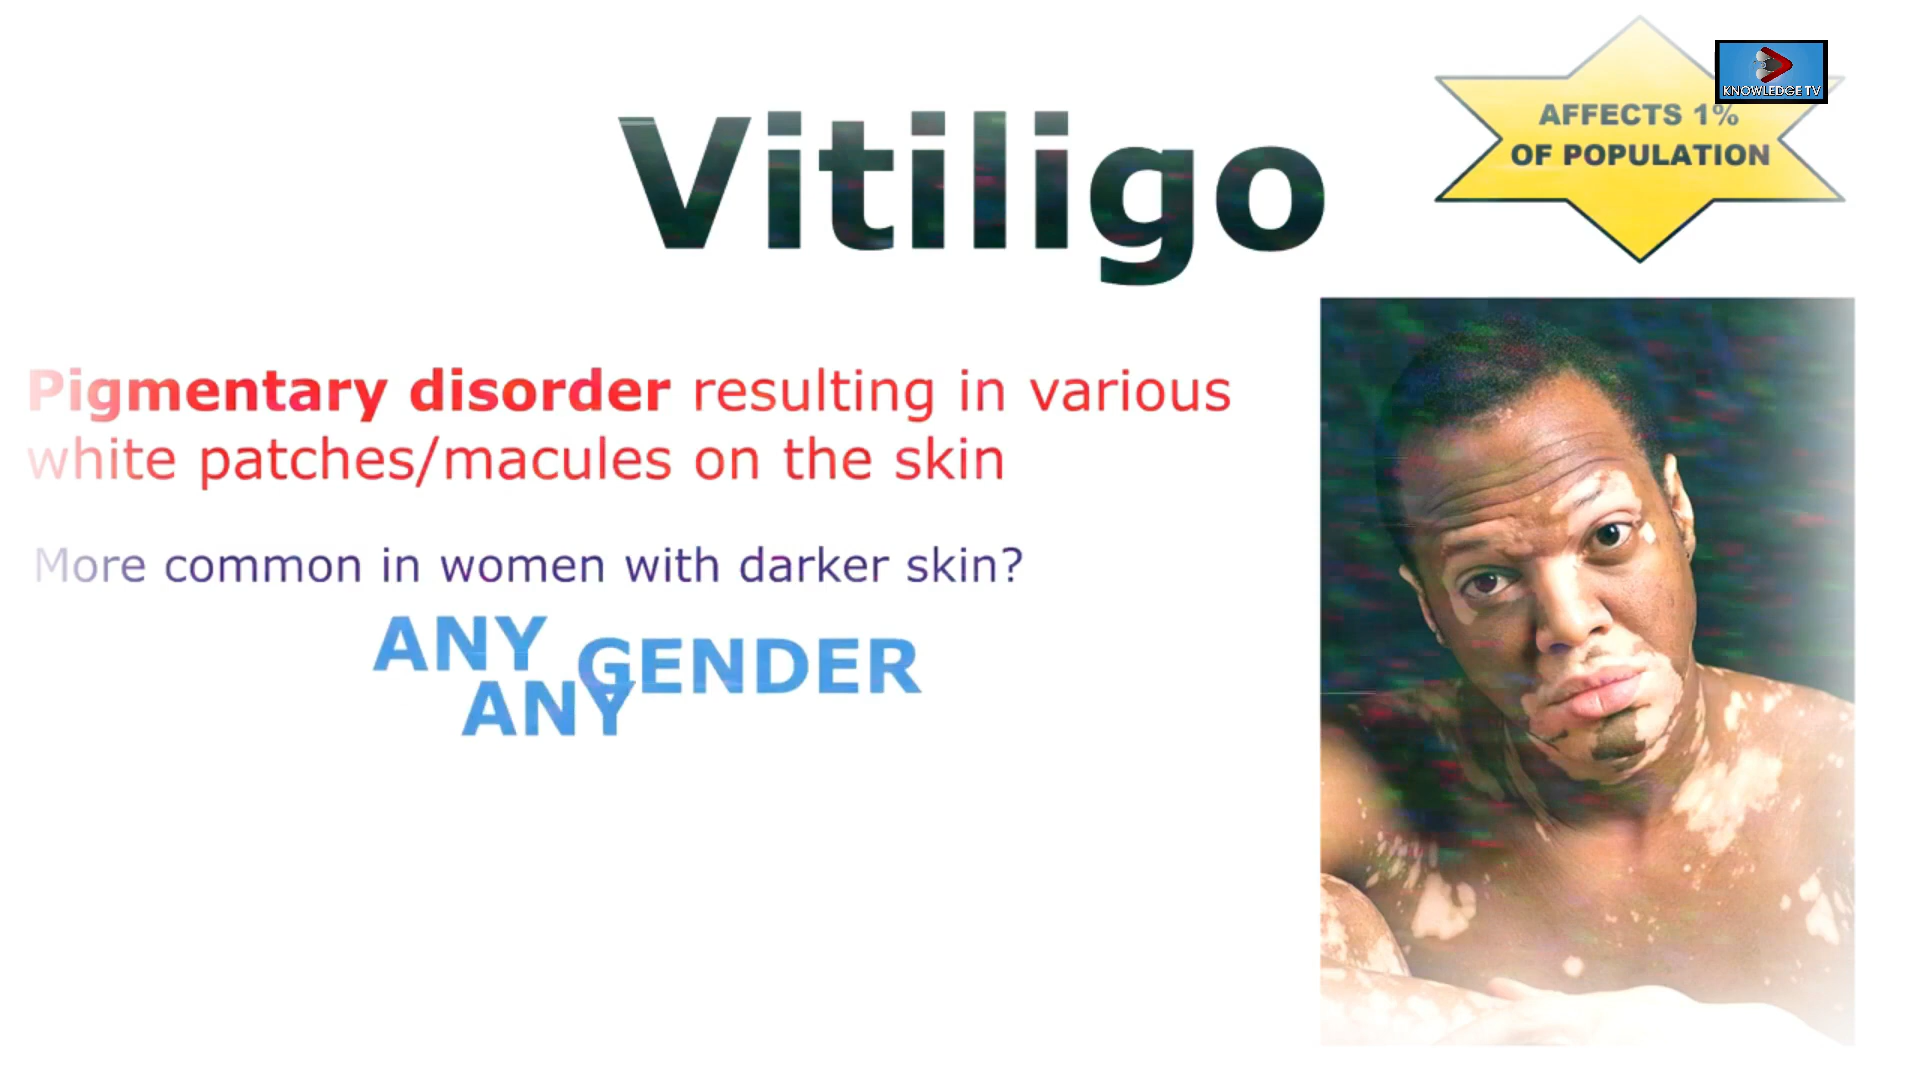 Vitiligo
AFFECTS 1%
OF POPULATION
KNOWLEDGE TV
Pigmentary disorder resulting in various
white patches/macules on the skin
More common in women with darker skin?
ANY GENDER
ANY